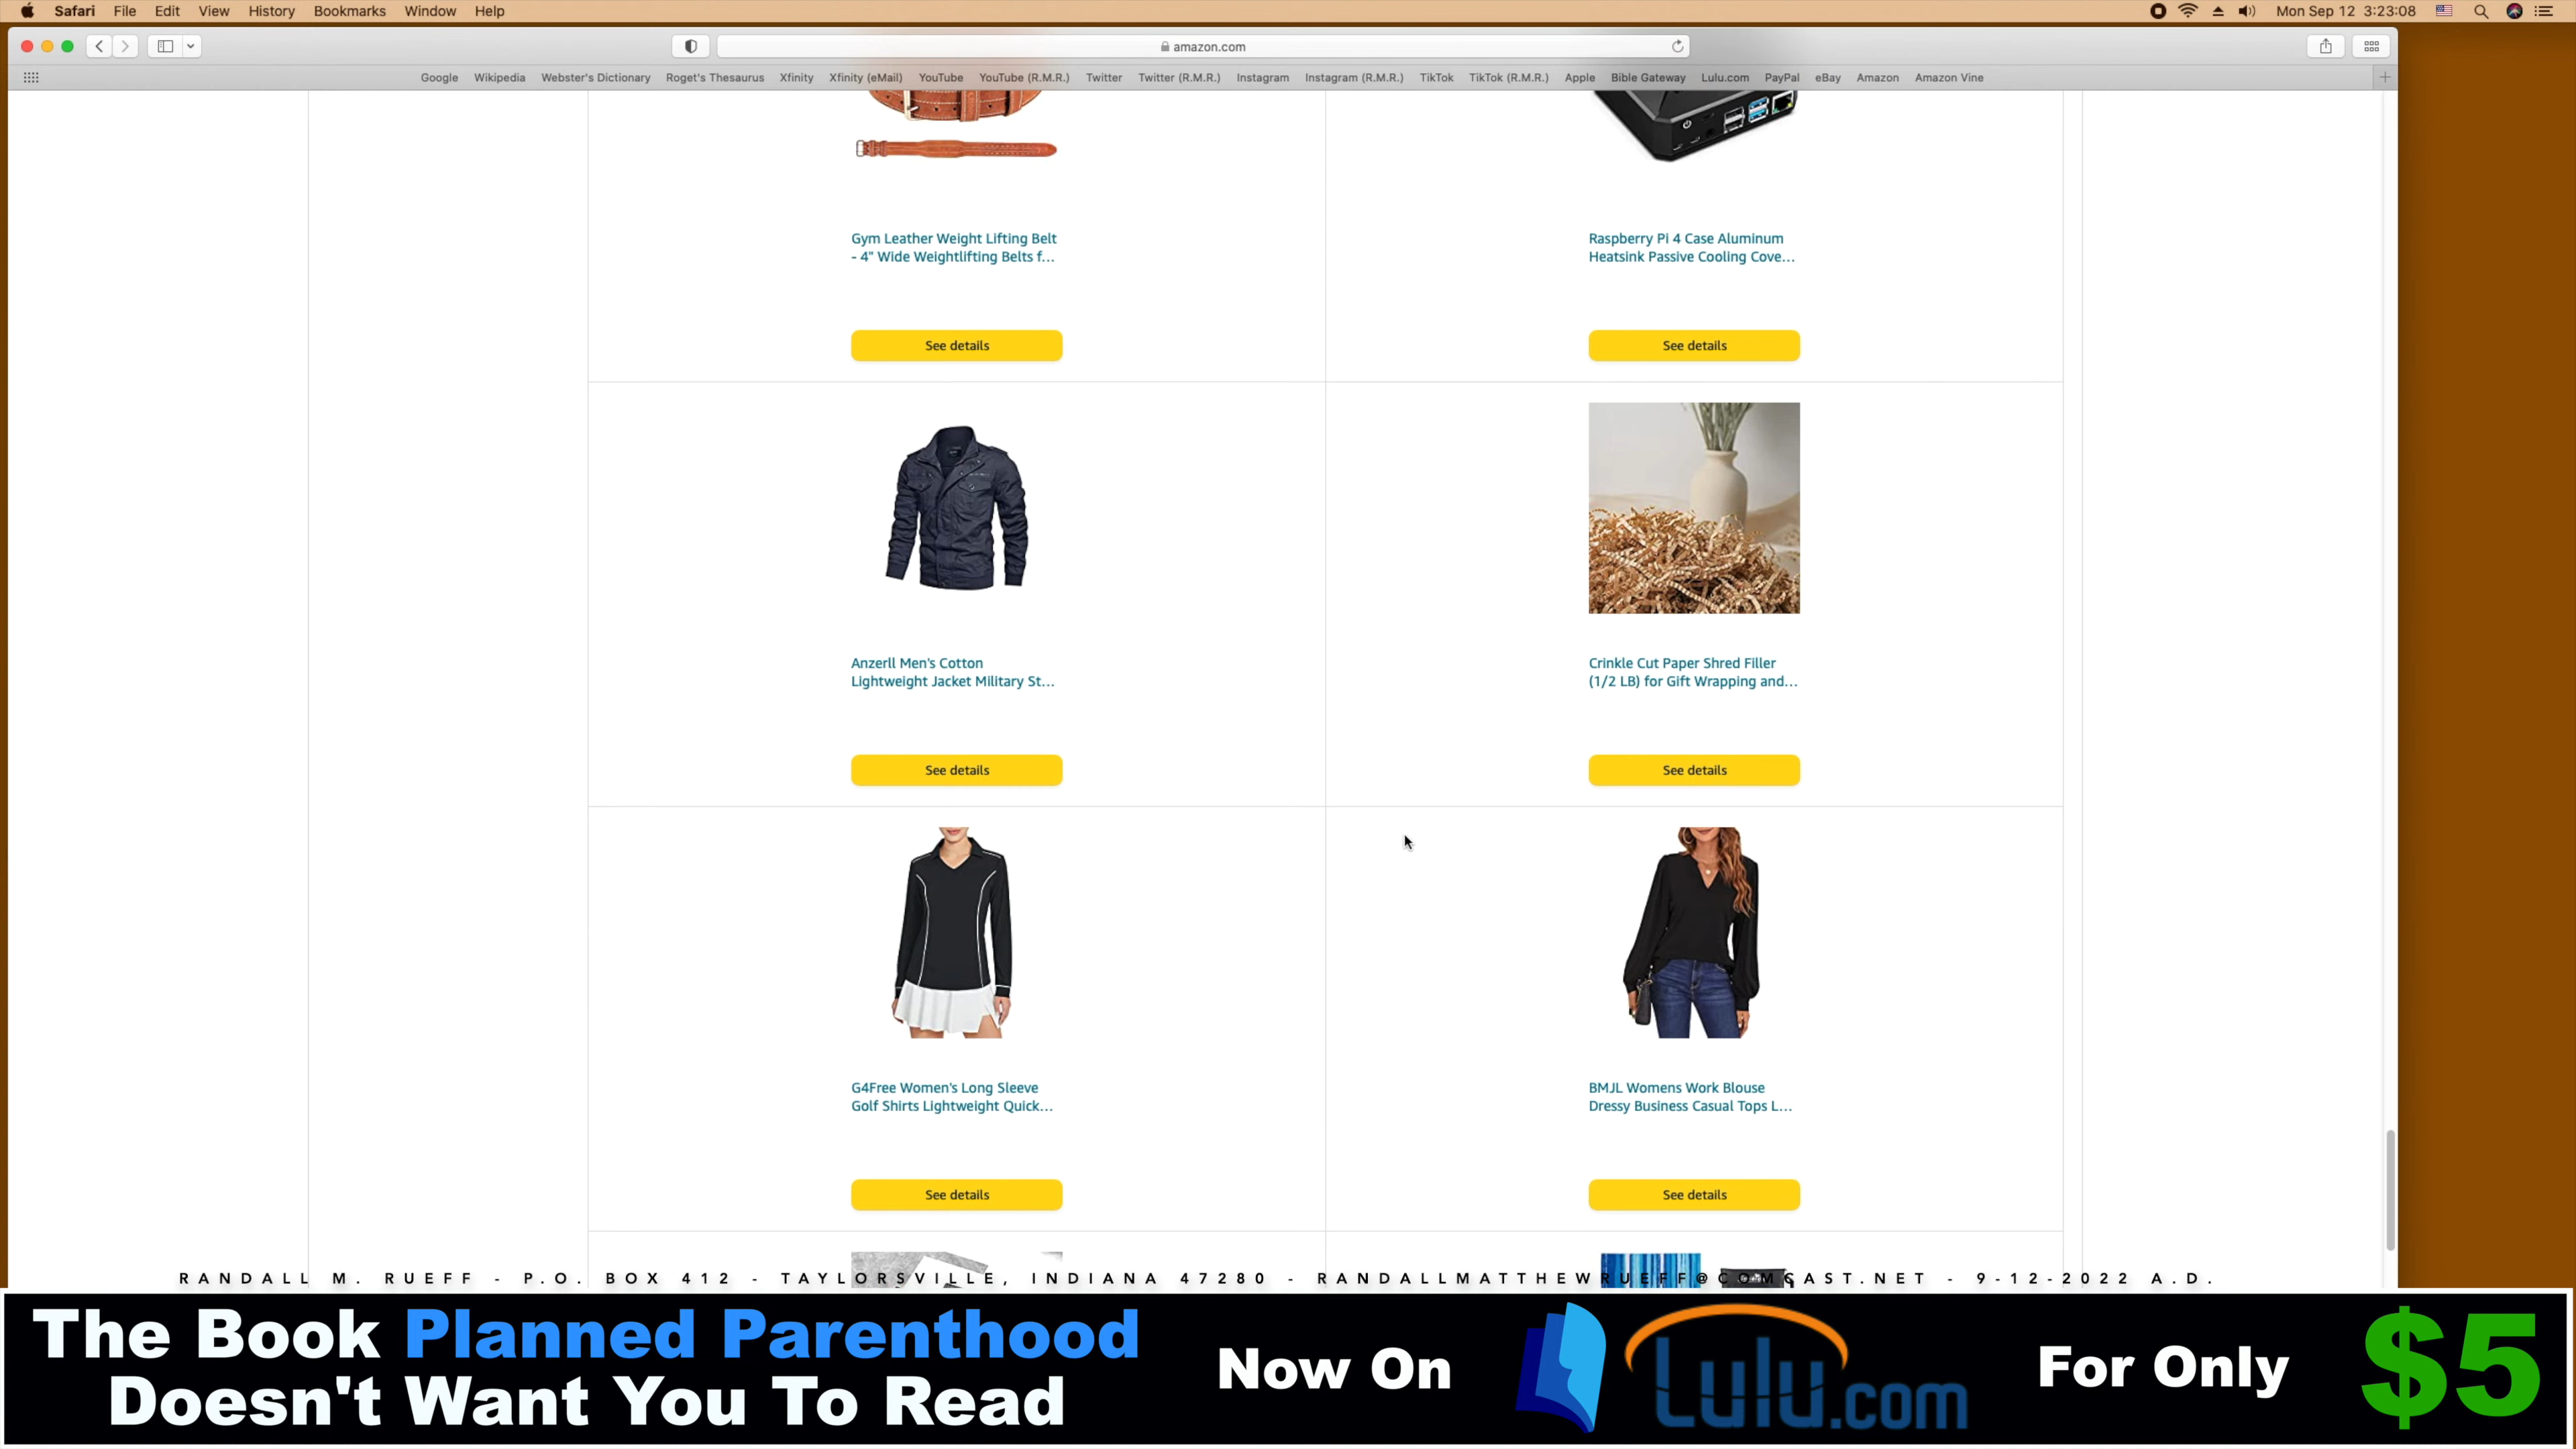 Safari File Edit View History Bookmarks Window Help
Mon Sep 12 3:23:08
amazon.com
Google Wikipedia Webster's Dictionary Roget's Thesaurus Xfinity Xfinity (eMail) YouTube YouTube (R.M.R.) Twitter Twitter (R.M.R.) Instagram Instagram (R.M.R.) TikTok TikTok (R.M.R.) Apple Bible Gateway Lulu.com PayPal eBay Amazon Amazon Vine
Gym Leather Weight Lifting Belt
- 4" Wide Weightlifting Belts f...
Raspberry Pi 4 Case Aluminum
Heatsink Passive Cooling Cove...
See details
See details
Anzerll Men's Cotton
Lightweight Jacket Military St...
Crinkle Cut Paper Shred Filler
(1/2 LB) for Gift Wrapping and...
See details
See details
G4Free Women's Long Sleeve
Golf Shirts Lightweight Quick...
BMJL Womens Work Blouse
Dressy Business Casual Tops L...
See details
See details
RANDALL M. RUEFF - P.O. BOX 412 - TAYLORSVILLE, INDIANA 47280 - RANDALLMATTHEWRUEFF@COMCAST.NET - 9-12-2022 A.D.
The Book Planned Parenthood
Doesn't Want You To Read
Now On
Lulu.com
For Only
$5